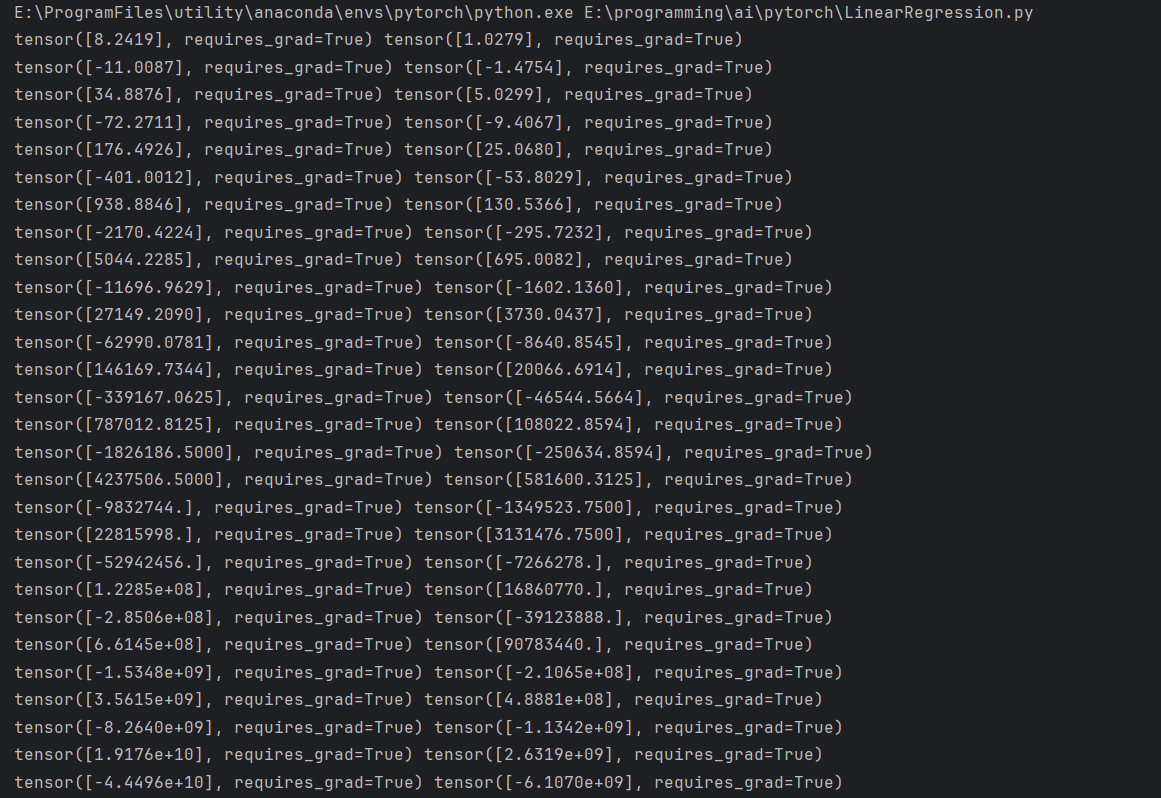 E:\ProgramFiles\utility\anaconda\envs\pytorch\python.exe E:\programming\ai\pytorch\LinearRegression.py
tensor([8.2419], requires_grad=True) tensor([1.0279], requires_grad=True)
tensor([-11.0087], requires_grad=True) tensor([-1.4754], requires_grad=True)
tensor([34.8876], requires_grad=True) tensor([5.0299], requires_grad=True)
tensor([-72.2711], requires_grad=True) tensor([-9.4067], requires_grad=True)
tensor([176.4926], requires_grad=True) tensor([25.0680], requires_grad=True)
tensor([-401.0012], requires_grad=True) tensor([-53.8029], requires_grad=True)
tensor([938.8846], requires_grad=True) tensor([130.5366], requires_grad=True)
tensor([-2170.4224], requires_grad=True) tensor([-295.7232], requires_grad=True)
tensor([5044.2285], requires_grad=True) tensor([695.0082], requires_grad=True)
tensor([-11696.9629], requires_grad=True) tensor([-1602.1360], requires_grad=True)
tensor([27149.2090], requires_grad=True) tensor([3730.0437], requires_grad=True)
tensor([-62990.0781], requires_grad=True) tensor([-8640.8545], requires_grad=True)
tensor([146169.7344], requires_grad=True) tensor([20066.6914], requires_grad=True)
tensor([-339167.0625], requires_grad=True) tensor([-46544.5664], requires_grad=True)
tensor([787012.8125], requires_grad=True) tensor([108022.8594], requires_grad=True)
tensor([-1826186.5000], requires_grad=True) tensor([-250634.8594], requires_grad=True)
tensor([4237506.5000], requires_grad=True) tensor([581600.3125], requires_grad=True)
tensor([-9832744.], requires_grad=True) tensor([-1349523.7500], requires_grad=True)
tensor([22815998.], requires_grad=True) tensor([3131476.7500], requires_grad=True)
tensor([-52942456.], requires_grad=True) tensor([-7266278.], requires_grad=True)
tensor([1.2285e+08], requires_grad=True) tensor([16860770.], requires_grad=True)
tensor([-2.8506e+08], requires_grad=True) tensor([-39123888.], requires_grad=True)
tensor([6.6145e+08], requires_grad=True) tensor([90783440.], requires_grad=True)
tensor([-1.5348e+09], requires_grad=True) tensor([-2.1065e+08], requires_grad=True)
tensor([3.5615e+09], requires_grad=True) tensor([4.8881e+08], requires_grad=True)
tensor([-8.2640e+09], requires_grad=True) tensor([-1.1342e+09], requires_grad=True)
tensor([1.9176e+10], requires_grad=True) tensor([2.6319e+09], requires_grad=True)
tensor([-4.4496e+10], requires_grad=True) tensor([-6.1070e+09], requires_grad=True)